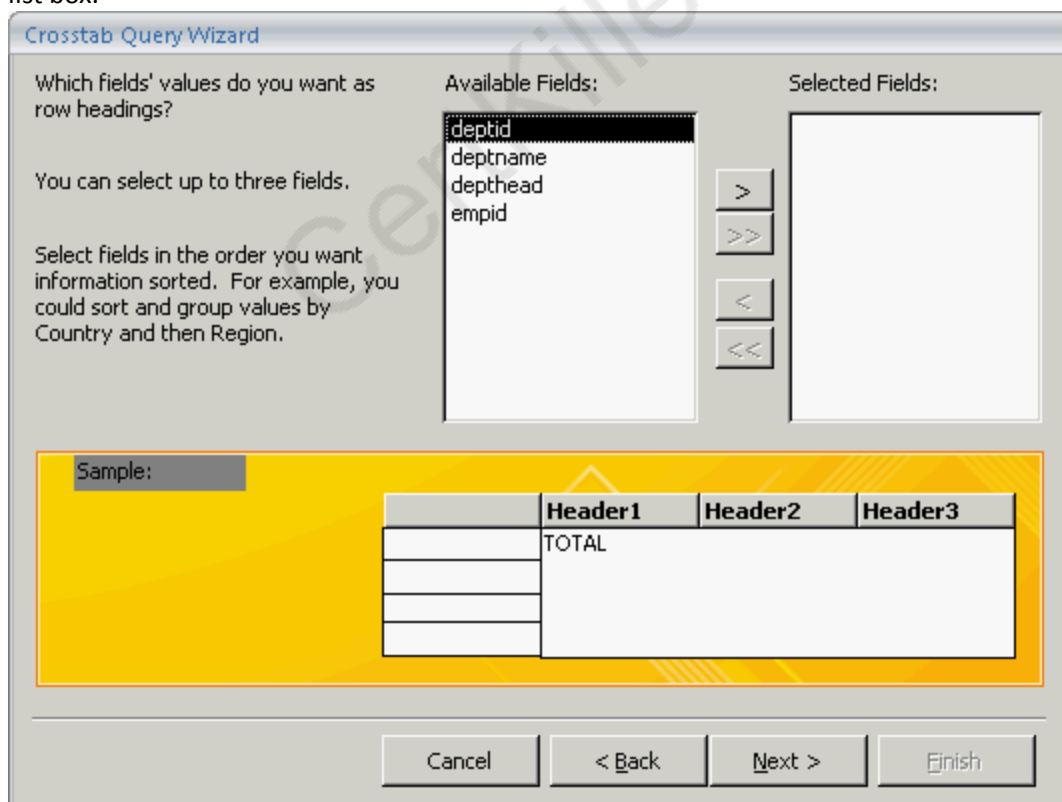 list box.
Crosstab Query Wizard
Which fields' values do you want as
row headings?
You can select up to three fields.
Select fields in the order you want
information sorted. For example, you
could sort and group values by
Country and then Region.
Available Fields:
deptid
deptname
depthead
empid
>
>>
<
<<
Selected Fields:
Sample:
Header1 Header2 Header3
TOTAL
Cancel < Back Next > Finish